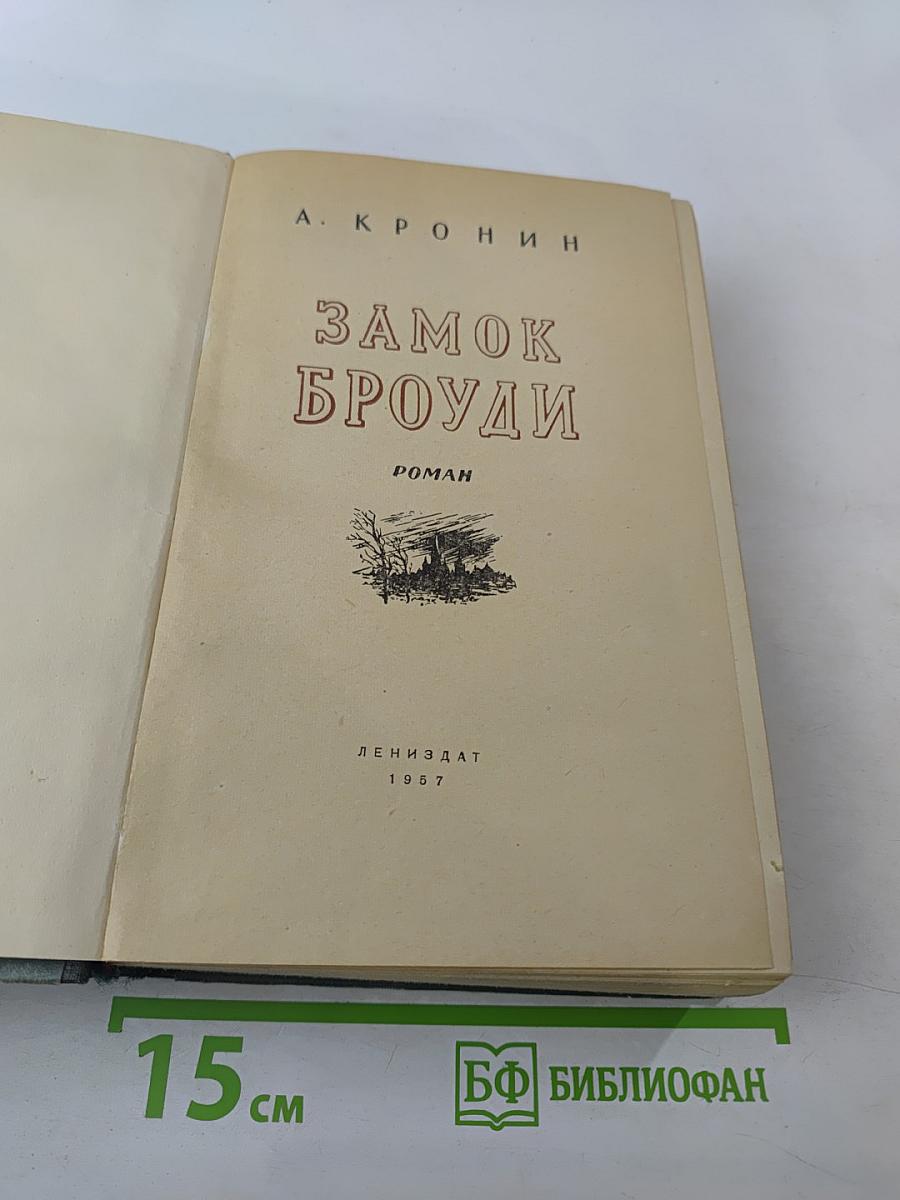 А. КРОНИН
ЗАМОК
БРОУДИ
РОМАН
ЛЕНИЗДАТ
1957
15 см
БФ БИБЛИОФАН